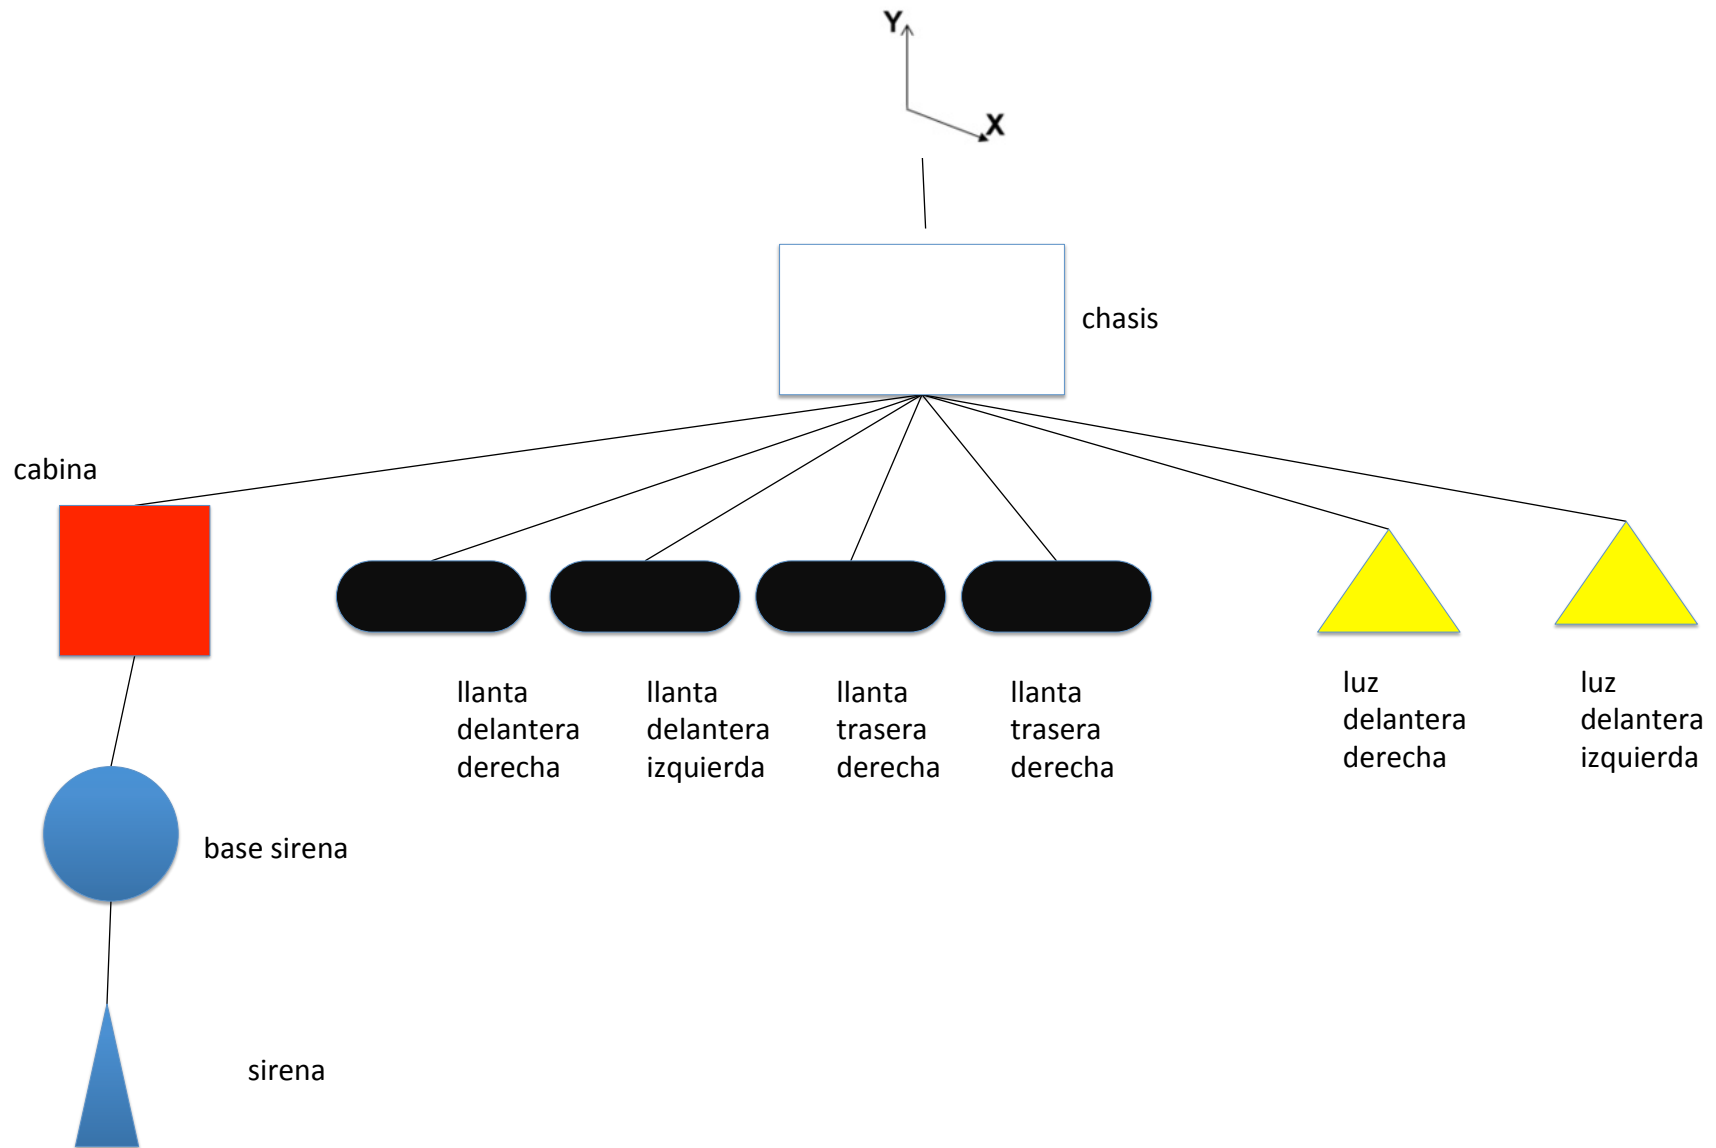 Y
X
chasis
cabina
llanta
delantera
derecha
llanta
delantera
izquierda
llanta
trasera
derecha
llanta
trasera
derecha
luz
delantera
derecha
luz
delantera
izquierda
base sirena
sirena